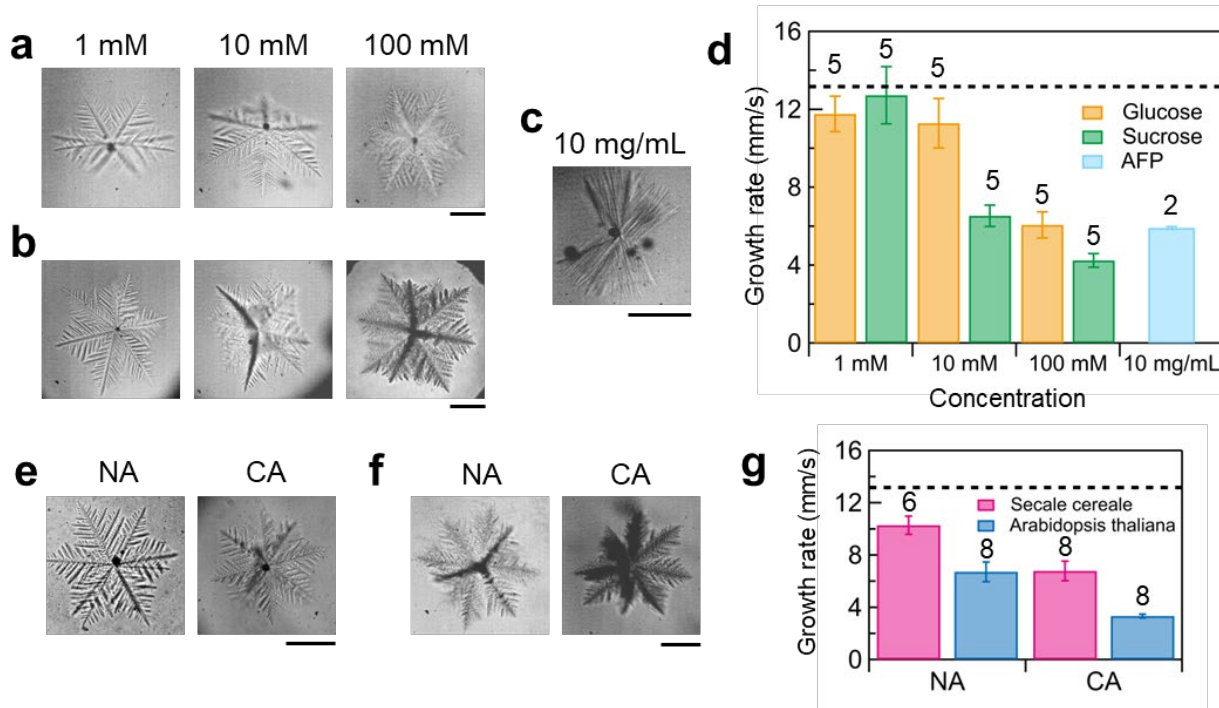 a
1 mM 10 mM 100 mM
b
c
10 mg/mL
d
Growth rate (mm/s)
16
12
8
4
0
5 5 5 5 5 5 2
Glucose
Sucrose
AFP
1 mM 10 mM 100 mM 10 mg/mL
Concentration
e
NA CA
f
NA CA
g
Growth rate (mm/s)
16
12
8
4
0
6 8 8 8
Secale cereale
Arabidopsis thaliana
NA CA